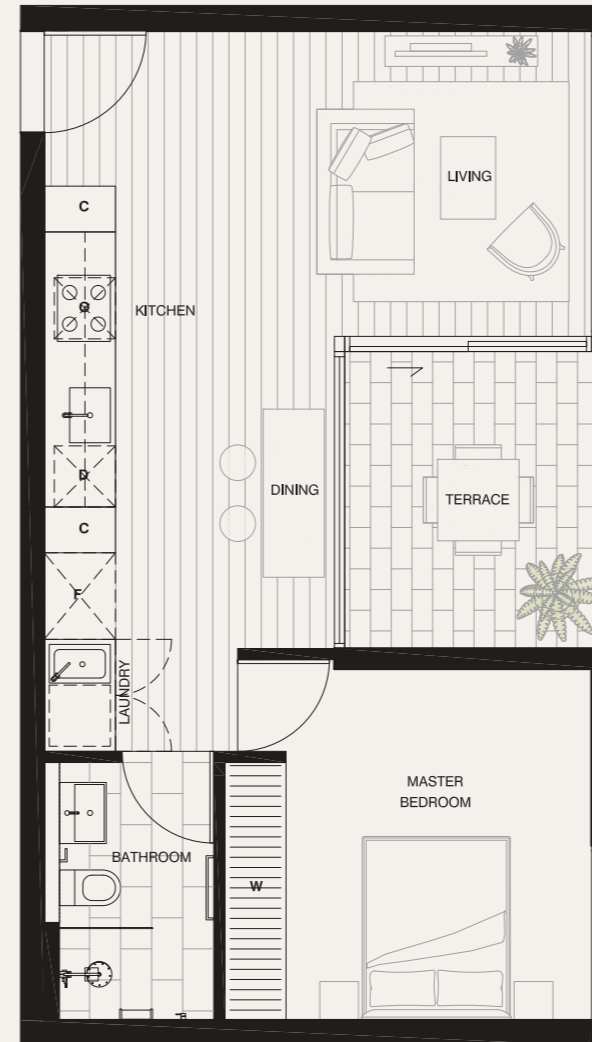 LIVING
C
KITCHEN
DINING
TERRACE
D
C
F
LAUNDRY
MASTER
BEDROOM
BATHROOM
W